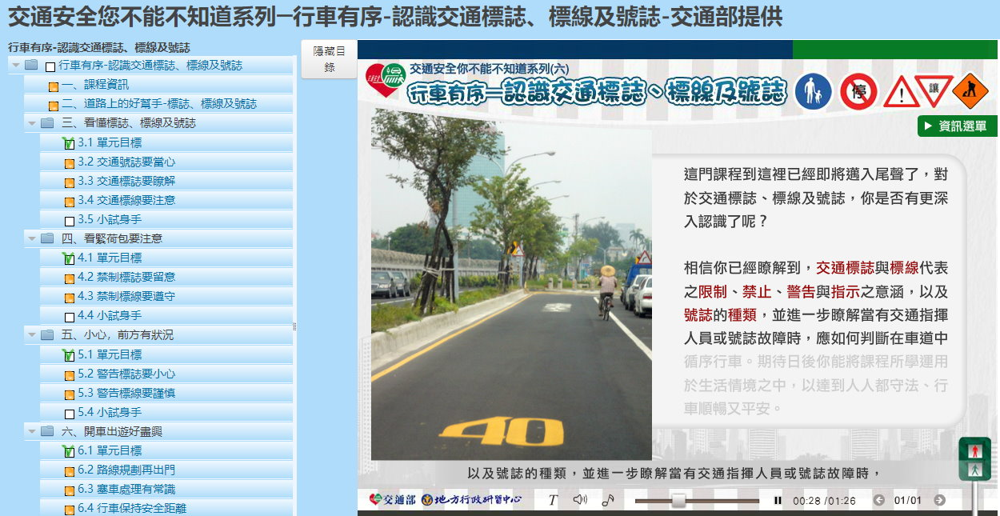 交通安全您不能不知道系列─行車有序-認識交通標誌、標線及號誌-交通部提供
行車有序-認識交通標誌、標線及號誌
行車有序-認識交通標誌、標線及號誌
一、課程資訊
二、道路上的好幫手-標誌、標線及號誌
三、看懂標誌、標線及號誌
3.1 單元目標
3.2 交通號誌要當心
3.3 交通標誌要瞭解
3.4 交通標線要注意
3.5 小試身手
四、看緊荷包要注意
4.1 單元目標
4.2 禁制標誌要留意
4.3 禁制標線要遵守
4.4 小試身手
五、小心，前方有狀況
5.1 單元目標
5.2 警告標誌要小心
5.3 警告標線要謹慎
5.4 小試身手
六、開車出遊好盡興
6.1 單元目標
6.2 路線規劃再出門
6.3 塞車處理有常識
6.4 行車保持安全距離
隱藏目
錄
交通安全你不能不知道系列(六)
行車有序—認識交通標誌、標線及號誌
停
讓
資訊選單
這門課程到這裡已經即將邁入尾聲了，對
於交通標誌、標線及號誌，你是否有更深
入認識了呢？
相信你已經瞭解到，交通標誌與標線代表
之限制、禁止、警告與指示之意涵，以及
號誌的種類，並進一步瞭解當有交通指揮
人員或號誌故障時，應如何判斷在車道中
循序行車。期待日後你能將課程所學運用
於生活情境之中，以達到人人都守法、行
車順暢又平安。
40
以及號誌的種類，並進一步瞭解當有交通指揮人員或號誌故障時，
交通部 地方行政研習中心
T
00:28 /01:26
01/01